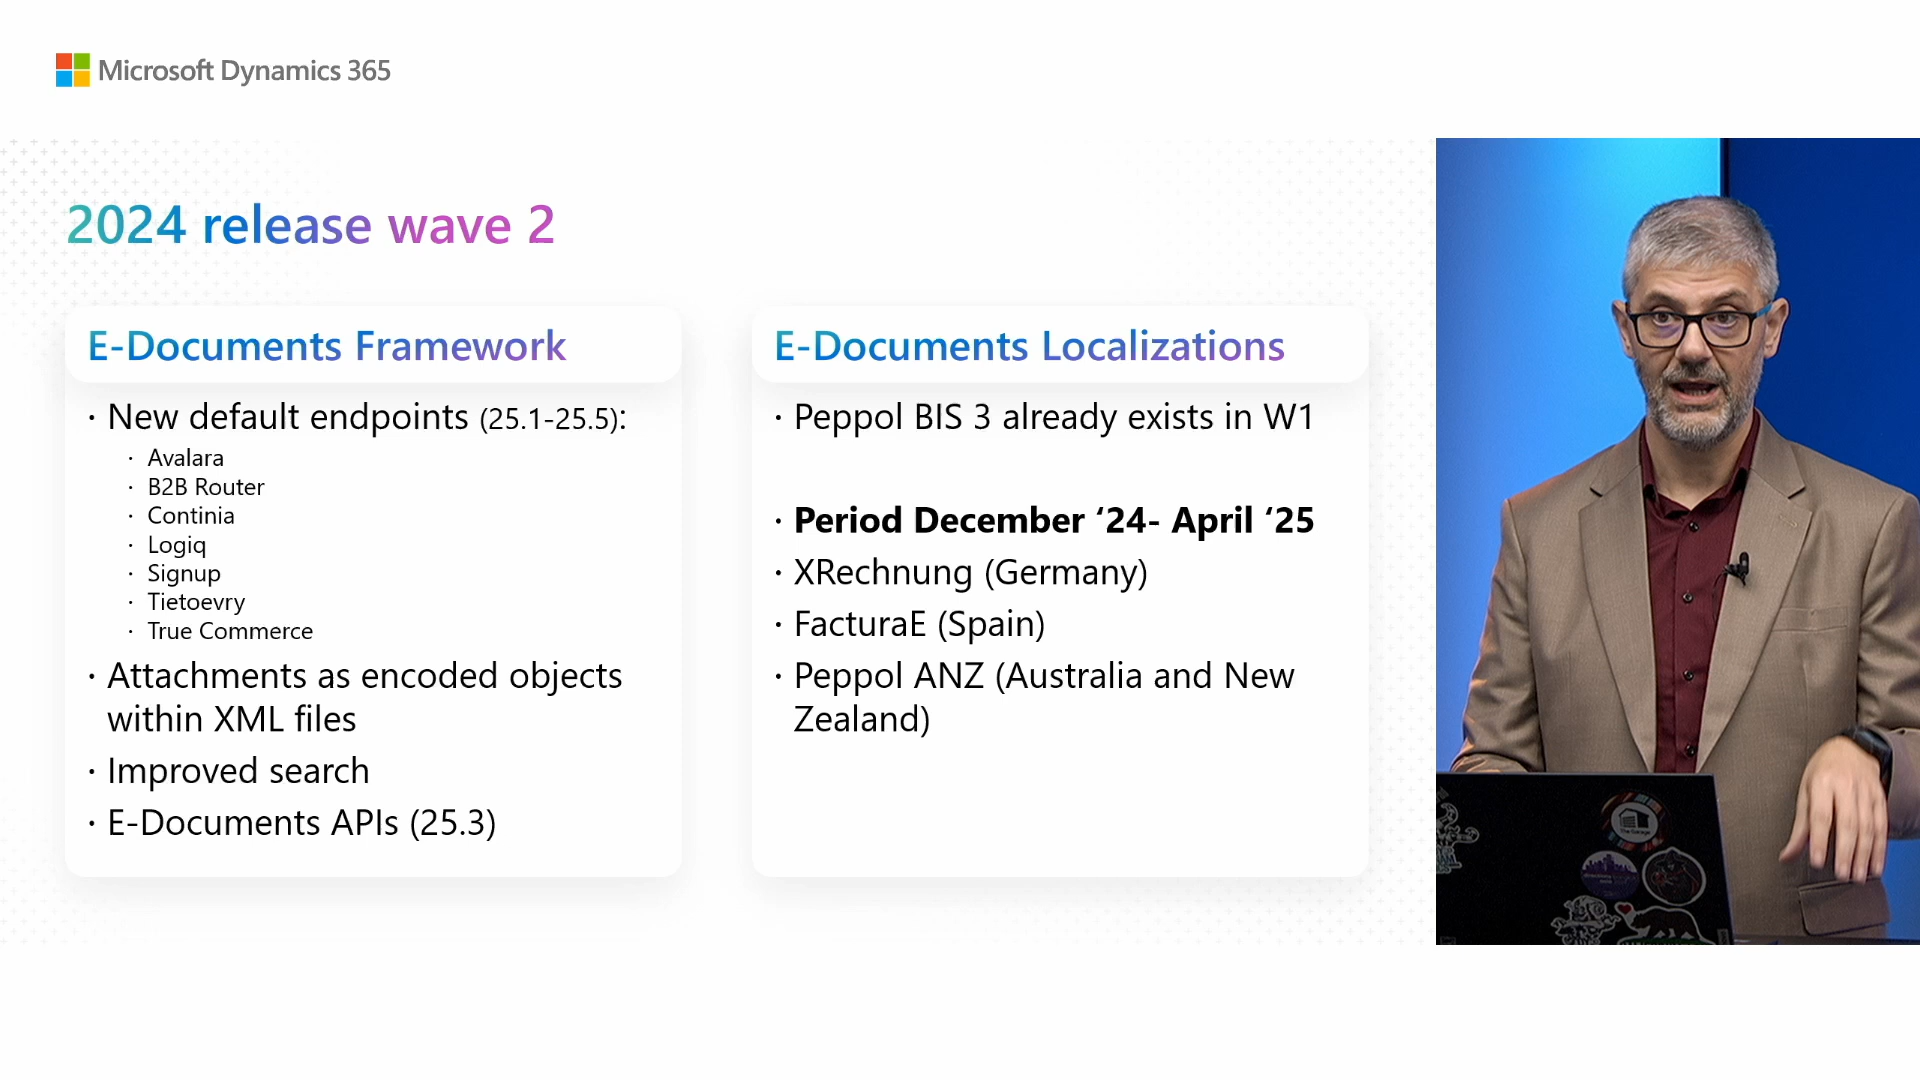 Microsoft Dynamics 365
2024 release wave 2
E-Documents Framework
· New default endpoints (25.1-25.5):
· Avalara
· B2B Router
· Continia
· Logiq
· Signup
· Tietoevry
· True Commerce
· Attachments as encoded objects
within XML files
· Improved search
· E-Documents APIs (25.3)
E-Documents Localizations
· Peppol BIS 3 already exists in W1
· Period December ‘24- April ‘25
· XRechnung (Germany)
· FacturaE (Spain)
· Peppol ANZ (Australia and New
Zealand)
The Garage